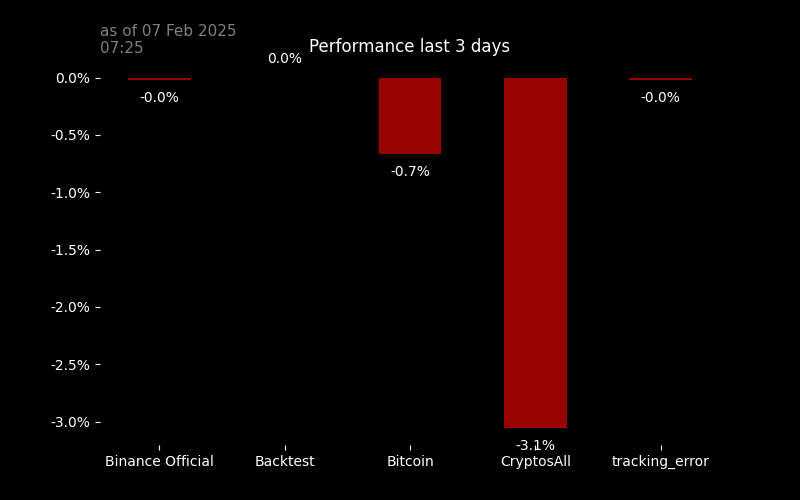 as of 07 Feb 2025
07:25
Performance last 3 days
0.0%
0.0%
-0.0%
-0.0%
-0.5%
-0.7%
-1.0%
-1.5%
-2.0%
-2.5%
-3.0%
-3.1%
Binance Official
Backtest
Bitcoin
CryptosAll
tracking_error